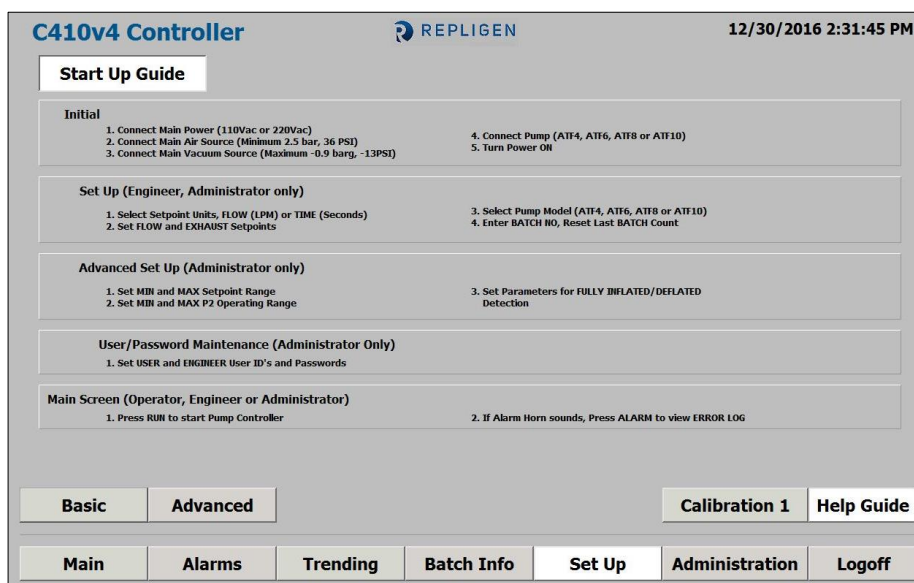 C410v4 Controller
REPLIGEN
12/30/2016 2:31:45 PM
Start Up Guide
Initial
1. Connect Main Power (110Vac or 220Vac)
2. Connect Main Air Source (Minimum 2.5 bar, 36 PSI)
3. Connect Main Vacuum Source (Maximum -0.9 barg, -13PSI)
4. Connect Pump (ATF4, ATF6, ATF8 or ATF10)
5. Turn Power ON
Set Up (Engineer, Administrator only)
1. Select Setpoint Units, FLOW (LPM) or TIME (Seconds)
2. Set FLOW and EXHAUST Setpoints
3. Select Pump Model (ATF4, ATF6, ATF8 or ATF10)
4. Enter BATCH NO, Reset Last BATCH Count
Advanced Set Up (Administrator only)
1. Set MIN and MAX Setpoint Range
2. Set MIN and MAX P2 Operating Range
3. Set Parameters for FULLY INFLATED/DEFLATED
Detection
User/Password Maintenance (Administrator Only)
1. Set USER and ENGINEER User ID's and Passwords
Main Screen (Operator, Engineer or Administrator)
1. Press RUN to start Pump Controller
2. If Alarm Horn sounds, Press ALARM to view ERROR LOG
Basic
Advanced
Calibration 1
Help Guide
Main
Alarms
Trending
Batch Info
Set Up
Administration
Logoff